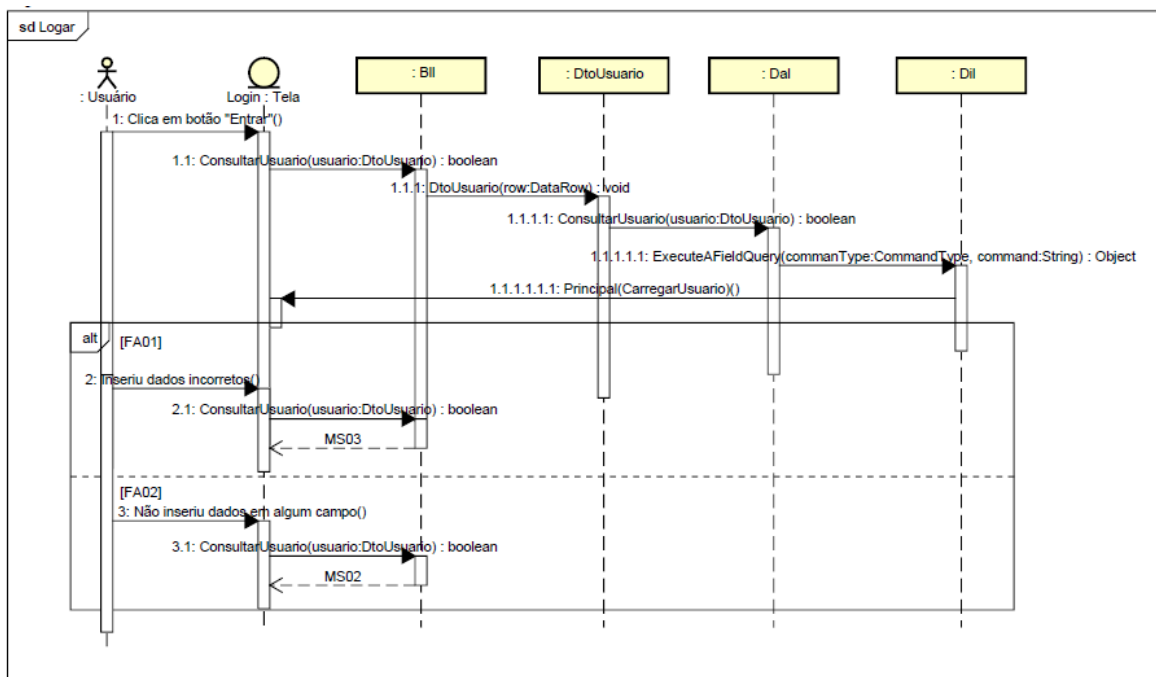 sd Logar
: Usuário
Login : Tela
: Bll
: DtoUsuario
: Dal
: Dil
1: Clica em botão "Entrar"()
1.1: ConsultarUsuario(usuario:DtoUsuario) : boolean
1.1.1: DtoUsuario(row:DataRow) : void
1.1.1.1: ConsultarUsuario(usuario:DtoUsuario) : boolean
1.1.1.1.1: ExecuteAFieldQuery(commanType:CommandType, command:String) : Object
1.1.1.1.1.1: Principal(CarregarUsuario)()
alt
[FA01]
2: Inseriu dados incorretos()
2.1: ConsultarUsuario(usuario:DtoUsuario) : boolean
MS03
[FA02]
3: Não inseriu dados em algum campo()
3.1: ConsultarUsuario(usuario:DtoUsuario) : boolean
MS02